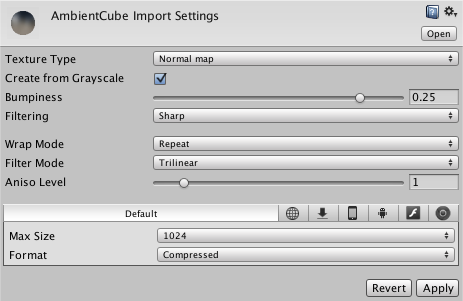 AmbientCube Import Settings
Open
Texture Type Normal map
Create from Grayscale
Bumpiness 0.25
Filtering Sharp
Wrap Mode Repeat
Filter Mode Trilinear
Aniso Level 1
Default
Max Size 1024
Format Compressed
Revert Apply